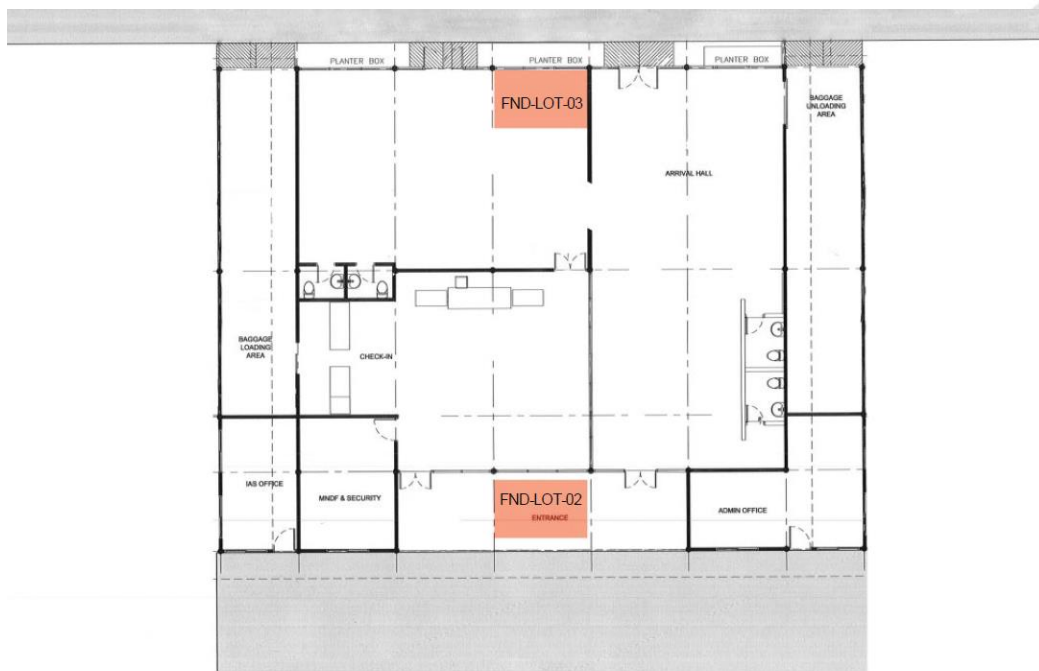 PLANTER BOX
PLANTER BOX
PLANTER BOX
FND-LOT-03
BAGGAGE
UNLOADING
AREA
ARRIVAL HALL
BAGGAGE
LOADING
AREA
CHECK-IN
IAS OFFICE
MNDF & SECURITY
FND-LOT-02
ENTRANCE
ADMIN OFFICE